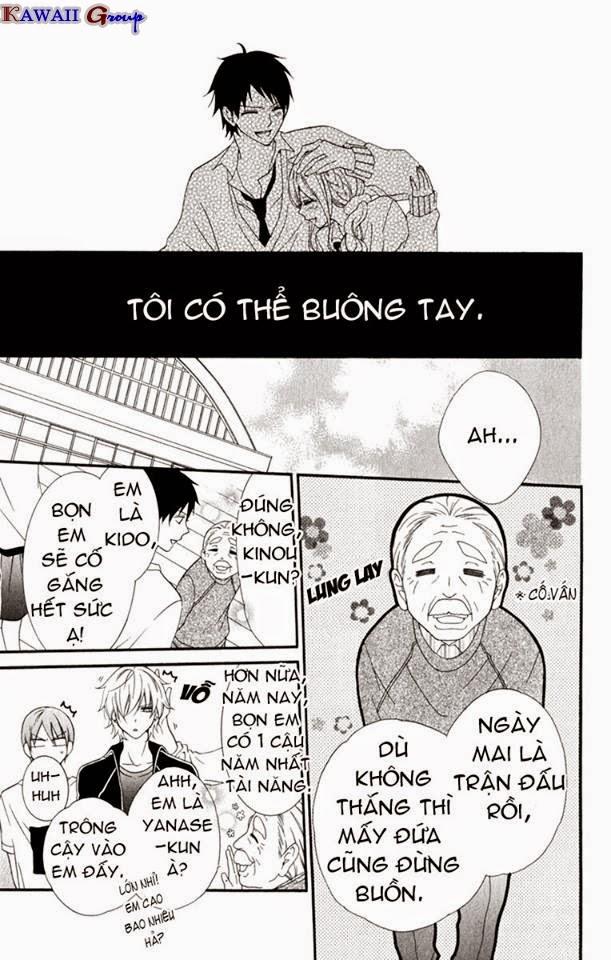 KAWAII Group
TÔI CÓ THỂ BUÔNG TAY.
AH...
LUNG LAY
* CỐ VẤN
NGÀY
MAI LÀ
TRẬN ĐẤU
RỒI,
DÙ
KHÔNG
THẮNG THÌ
MẤY ĐỨA
CŨNG ĐỪNG
BUỒN.
ĐÚNG
KHÔNG,
KINOU
-KUN?
EM
LÀ
KIDO,
BỌN
EM
SẼ CỐ
GẮNG
HẾT SỨC
Ạ!
HƠN NỮA,
NĂM NAY,
BỌN EM
CÓ 1 CẬU
NĂM NHẤT
TÀI NĂNG.
VỖ
AHH,
EM LÀ
YANASE
-KUN
À?
TRÔNG
CẬY VÀO
EM ĐẤY.
LỚN NHỈ!
EM CAO
BAO NHIÊU
HẢ?
UH-
HUH